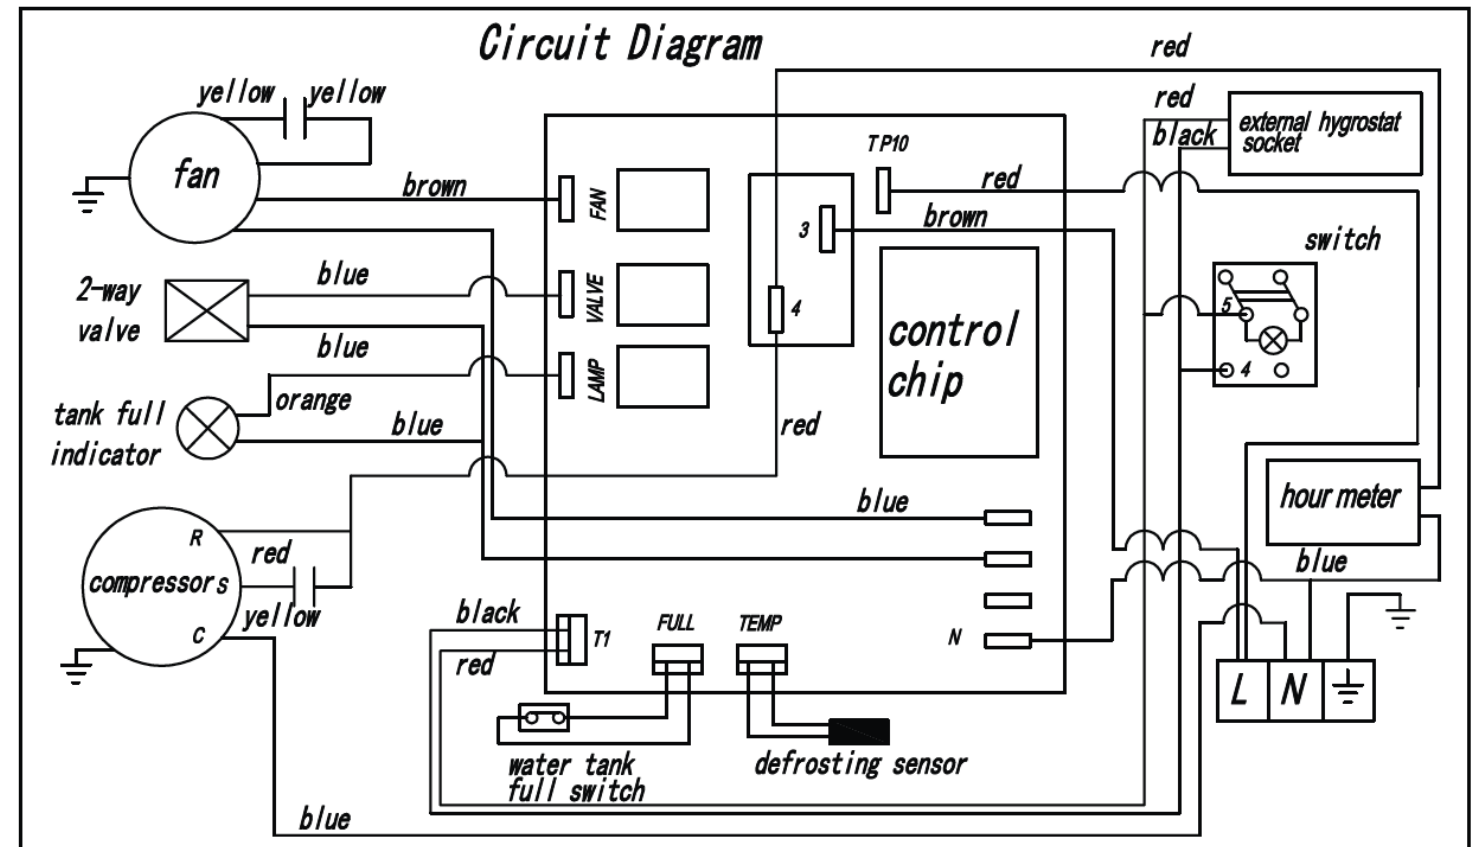 Circuit Diagram
red
yellow yellow
red
black
external hygrostat
socket
TP10
fan
brown
FAN
red
brown
3
switch
2-way
valve
blue
VALVE
4
5
control
chip
blue
LAMP
4
orange
tank full
indicator
blue
red
hour meter
blue
R
red
compressor S
yellow
C
blue
black
T1
red
FULL
TEMP
N
L
N
water tank
full switch
defrosting sensor
blue